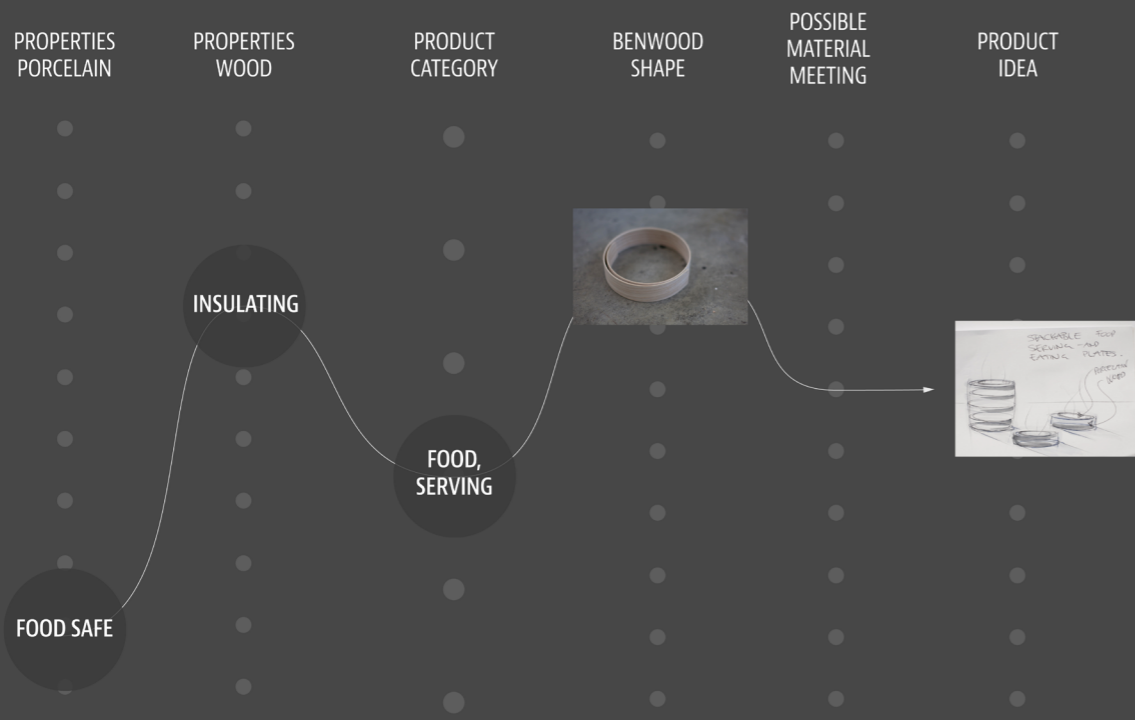 PROPERTIES
PORCELAIN
PROPERTIES
WOOD
PRODUCT
CATEGORY
BENWOOD
SHAPE
POSSIBLE
MATERIAL
MEETING
PRODUCT
IDEA
INSULATING
FOOD,
SERVING
FOOD SAFE
STACKABLE FOOD
SERVING - AND
EATING PLATES.
WOOD